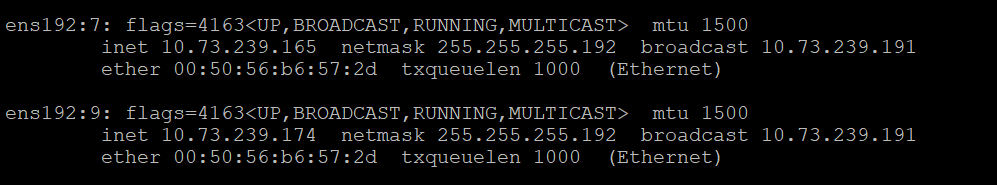 ens192:7: flags=4163<UP,BROADCAST,RUNNING,MULTICAST>  mtu 1500
        inet 10.73.239.165  netmask 255.255.255.192  broadcast 10.73.239.191
        ether 00:50:56:b6:57:2d  txqueuelen 1000  (Ethernet)

ens192:9: flags=4163<UP,BROADCAST,RUNNING,MULTICAST>  mtu 1500
        inet 10.73.239.174  netmask 255.255.255.192  broadcast 10.73.239.191
        ether 00:50:56:b6:57:2d  txqueuelen 1000  (Ethernet)